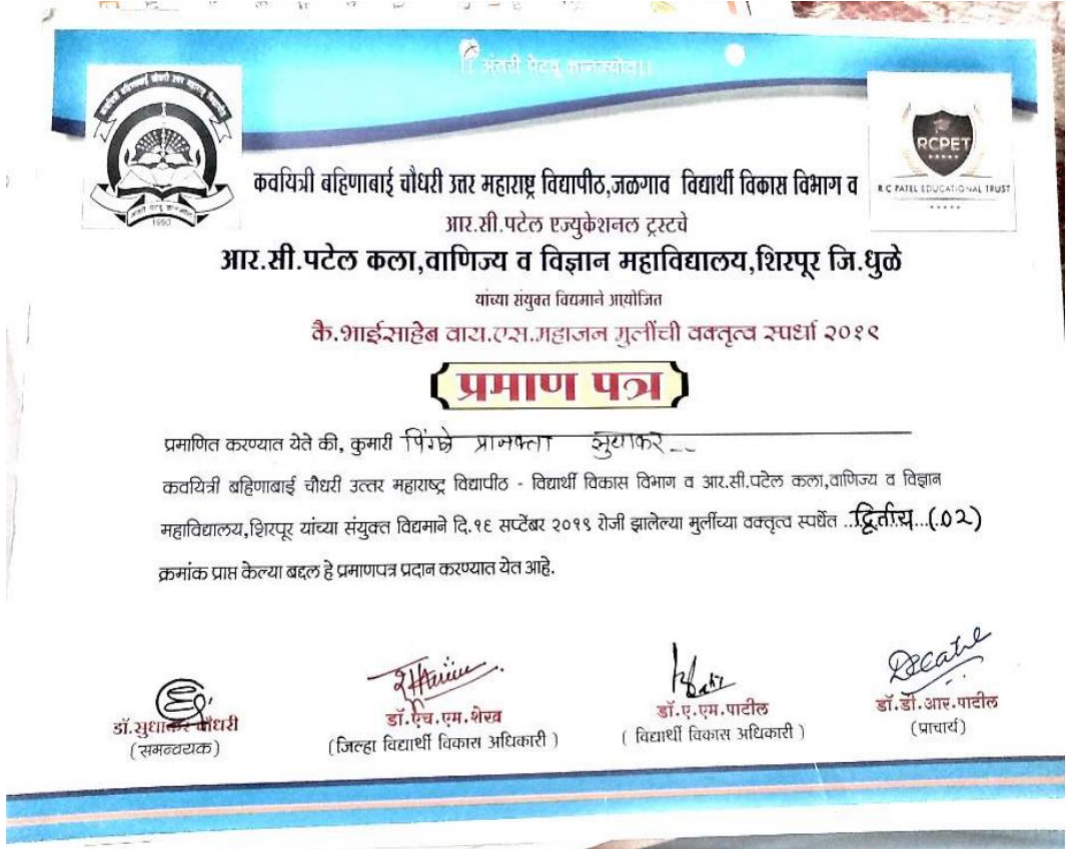 ।। अंतरी पेटवू ज्ञानज्योत।।
1990
RCPET
R C PATEL EDUCATIONAL TRUST
कवयित्री बहिणाबाई चौधरी उत्तर महाराष्ट्र विद्यापीठ,जळगाव विद्यार्थी विकास विभाग व
आर.सी.पटेल एज्युकेशनल ट्रस्टचे
आर.सी.पटेल कला,वाणिज्य व विज्ञान महाविद्यालय,शिरपूर जि.धुळे
यांच्या संयुक्त विद्यमाने आयोजित
कै.भाईसाहेब वाय.एस.महाजन मुलींची वक्तृत्व स्पर्धा २०१९
प्रमाण पत्र
प्रमाणित करण्यात येते की, कुमारी पिंगळे प्राजक्ता सुधाकर
कवयित्री बहिणाबाई चौधरी उत्तर महाराष्ट्र विद्यापीठ - विद्यार्थी विकास विभाग व आर.सी.पटेल कला,वाणिज्य व विज्ञान
महाविद्यालय,शिरपूर यांच्या संयुक्त विद्यमाने दि.१६ सप्टेंबर २०१९ रोजी झालेल्या मुलींच्या वक्तृत्व स्पर्धेत ..द्वितीय...(.02)
क्रमांक प्राप्त केल्या बद्दल हे प्रमाणपत्र प्रदान करण्यात येत आहे.
डॉ.सुधाकर चौधरी
(समन्वयक)
डॉ.एच.एम.शेख
(जिल्हा विद्यार्थी विकास अधिकारी )
डॉ.ए.एम.पाटील
( विद्यार्थी विकास अधिकारी )
डॉ.डी.आर.पाटील
(प्राचार्य)